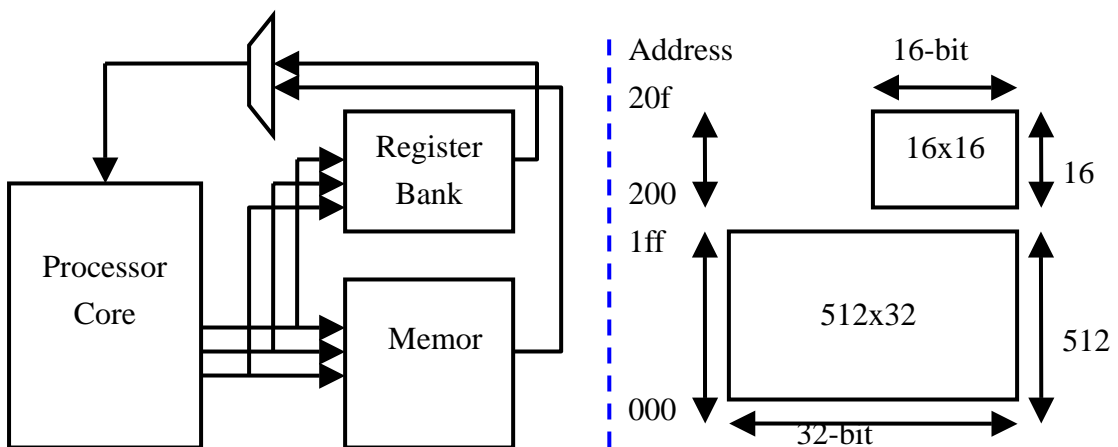 Register
Bank
Processor
Core
Memor
Address
16-bit
20f
16x16
16
200
1ff
512x32
512
000
32-bit